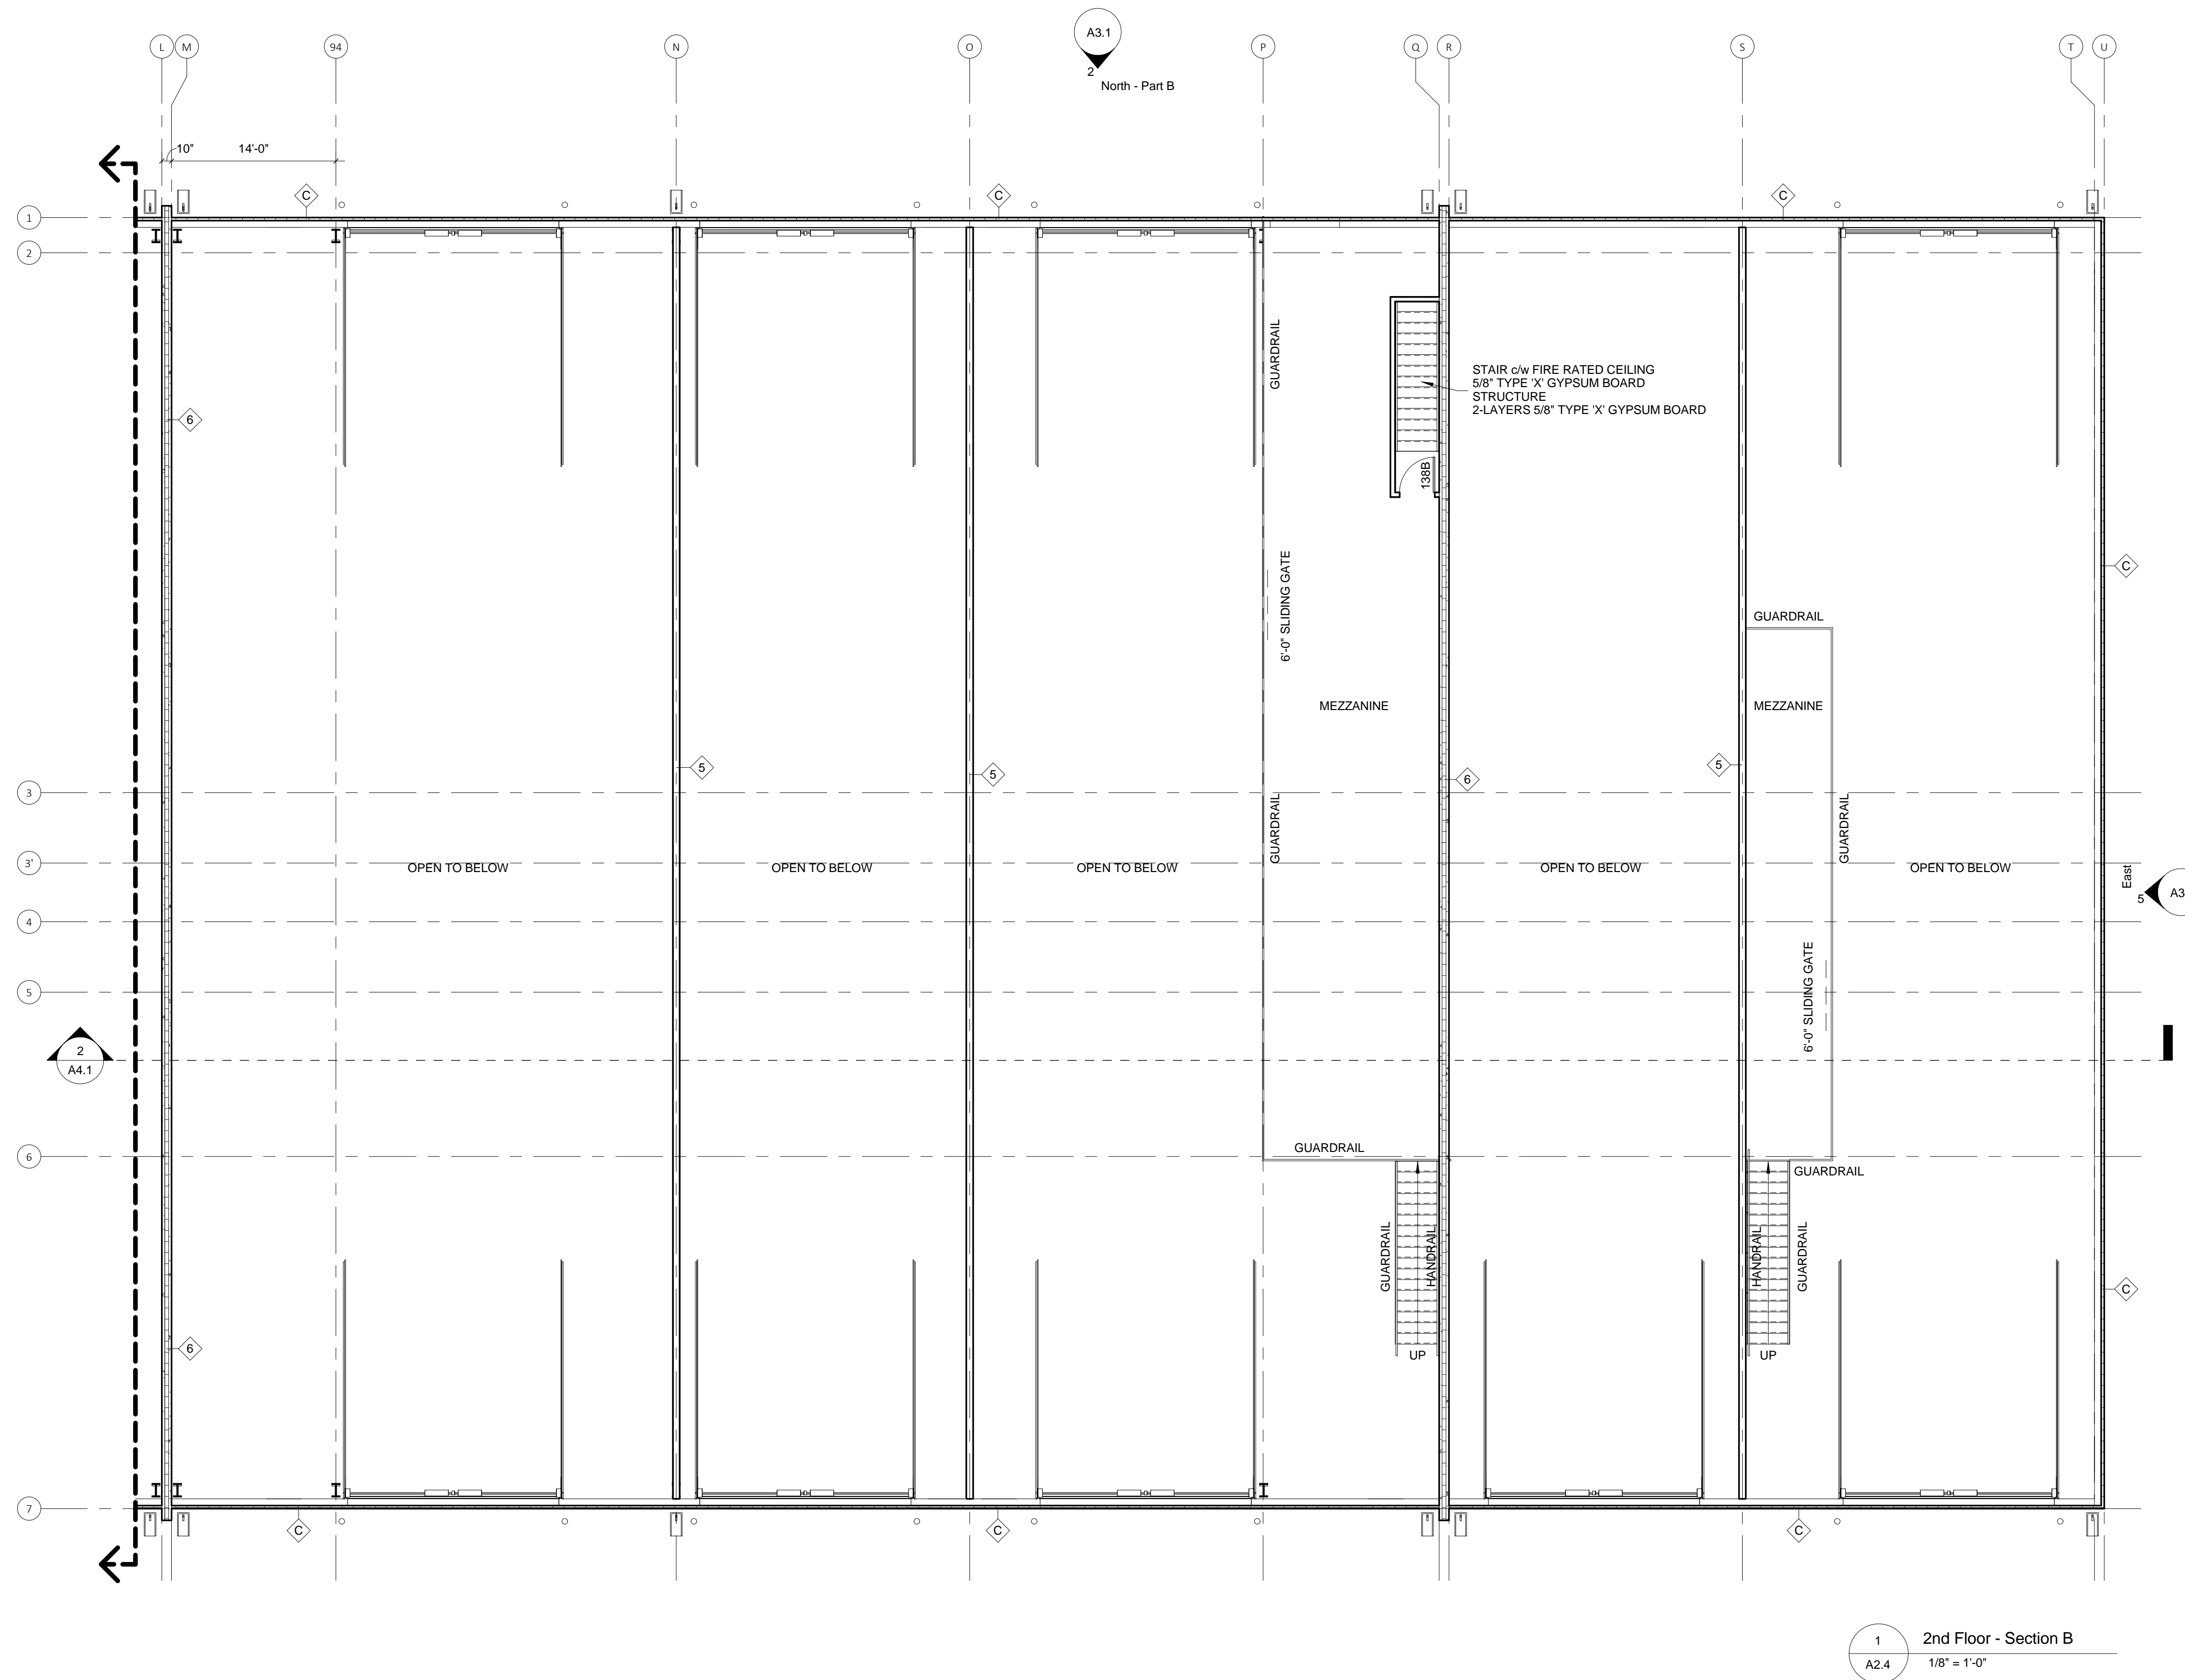 A3.1
2
North - Part B
L
M
94
N
O
P
Q
R
S
T
U
10"
14'-0"
C
C
C
1
2
GUARDRAIL
STAIR c/w FIRE RATED CEILING
5/8" TYPE 'X' GYPSUM BOARD
STRUCTURE
2-LAYERS 5/8" TYPE 'X' GYPSUM BOARD
6
138B
C
6'-0" SLIDING GATE
GUARDRAIL
MEZZANINE
MEZZANINE
5
5
6
5
3
GUARDRAIL
GUARDRAIL
3'
OPEN TO BELOW
OPEN TO BELOW
OPEN TO BELOW
OPEN TO BELOW
OPEN TO BELOW
East
5
A3
4
5
6'-0" SLIDING GATE
2
A4.1
6
GUARDRAIL
GUARDRAIL
GUARDRAIL
HANDRAIL
HANDRAIL
GUARDRAIL
C
6
UP
UP
7
C
C
C
1
A2.4
2nd Floor - Section B
1/8" = 1'-0"